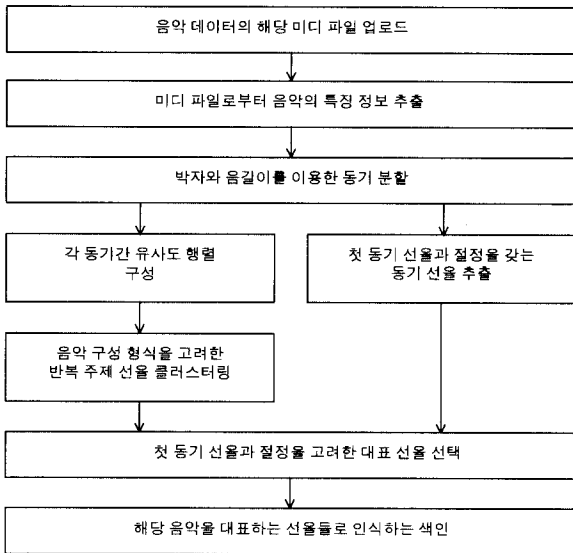 음악 데이터의 해당 미디 파일 업로드
미디 파일로부터 음악의 특징 정보 추출
박자와 음길이를 이용한 동기 분할
각 동기간 유사도 행렬
구성
첫 동기 선율과 절정을 갖는
동기 선율 추출
음악 구성 형식을 고려한
반복 주제 선율 클러스터링
첫 동기 선율과 절정을 고려한 대표 선율 선택
해당 음악을 대표하는 선율들로 인식하는 색인